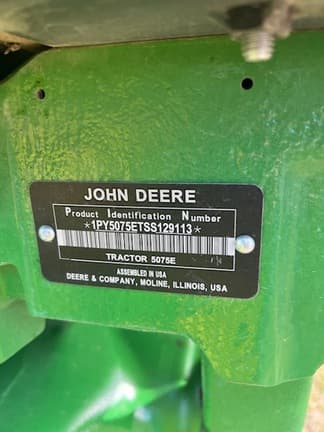 JOHN DEERE
Product Identification Number
*1PY5075ETSS129113*
TRACTOR 5075E
ASSEMBLED IN USA
DEERE & COMPANY, MOLINE, ILLINOIS, USA